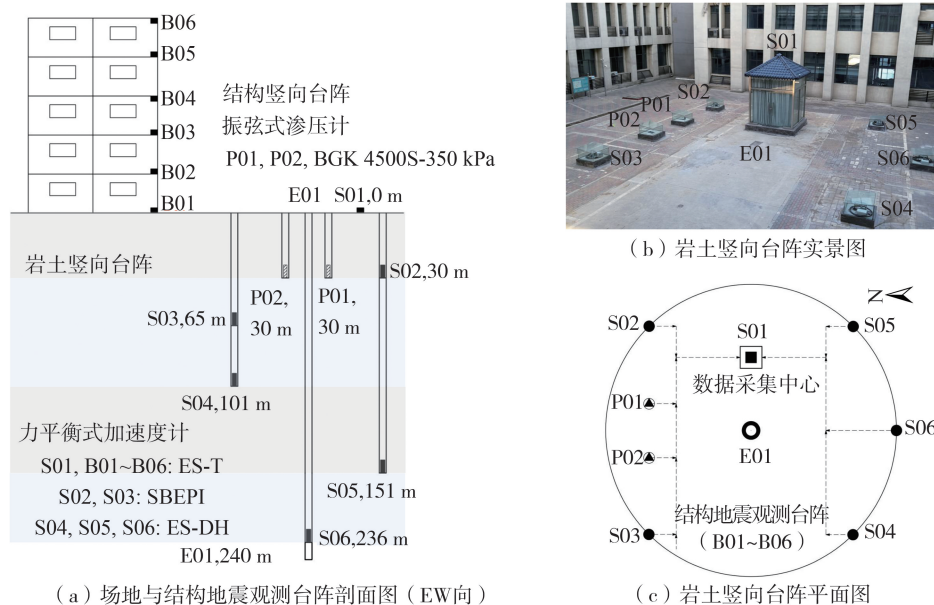 B06
B05
B04
B03
B02
B01
结构竖向台阵
振弦式渗压计
P01, P02, BGK 4500S-350 kPa
E01 S01,0 m
岩土竖向台阵
S02,30 m
P02,
30 m
P01,
30 m
S03,65 m
S04,101 m
力平衡式加速度计
S01, B01~B06: ES-T
S02, S03: SBEPI
S04, S05, S06: ES-DH
S05,151 m
S06,236 m
E01,240 m
（a）场地与结构地震观测台阵剖面图（EW向）
S01
S02
P01
P02
S03
E01
S05
S06
S04
（b）岩土竖向台阵实景图
N
S02
S01
S05
数据采集中心
P01
S06
P02
E01
结构地震观测台阵
（B01~B06）
S03
S04
（c）岩土竖向台阵平面图